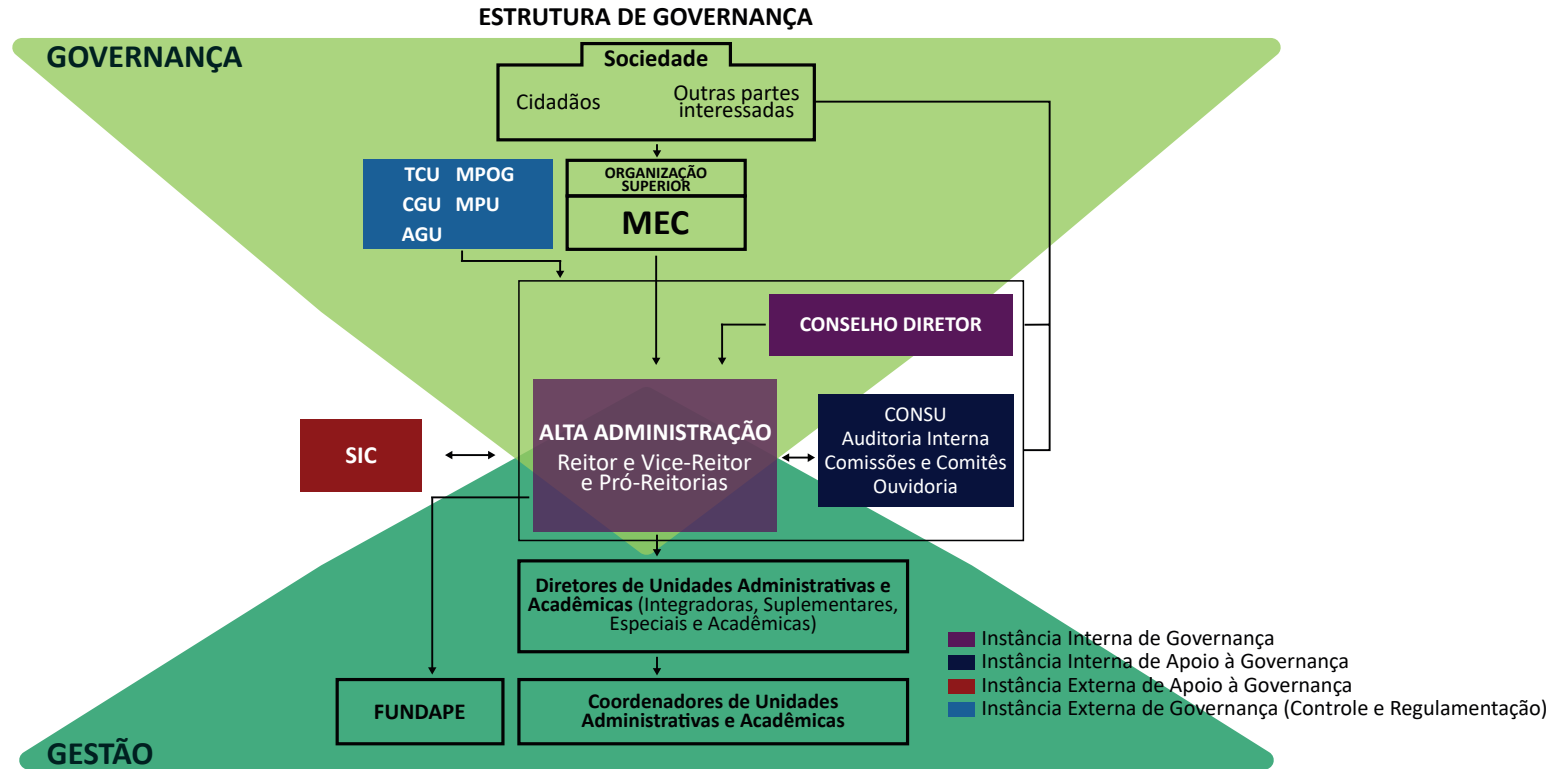 ESTRUTURA DE GOVERNANÇA
GOVERNANÇA
Sociedade
Cidadãos
Outras partes
interessadas
TCU MPOG
CGU MPU
AGU
ORGANIZAÇÃO
SUPERIOR
MEC
CONSELHO DIRETOR
SIC
ALTA ADMINISTRAÇÃO
Reitor e Vice-Reitor
e Pró-Reitorias
CONSU
Auditoria Interna
Comissões e Comitês
Ouvidoria
Diretores de Unidades Administrativas e
Acadêmicas (Integradoras, Suplementares,
Especiais e Acadêmicas)
FUNDAPE
Coordenadores de Unidades
Administrativas e Acadêmicas
Instância Interna de Governança
Instância Interna de Apoio à Governança
Instância Externa de Apoio à Governança
Instância Externa de Governança (Controle e Regulamentação)
GESTÃO